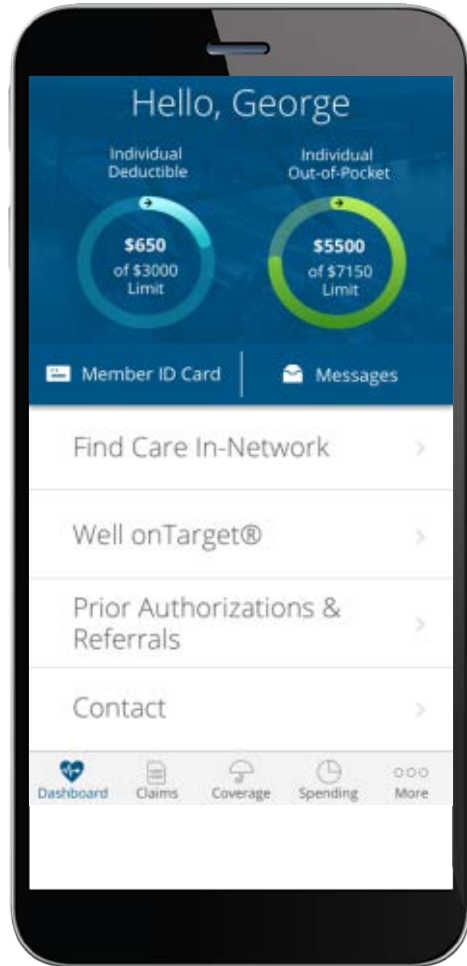 Hello, George
Individual
Deductible
Individual
Out-of-Pocket
$650
of $3000
Limit
$5500
of $7150
Limit
Member ID Card
Messages
Find Care In-Network
Well onTarget®
Prior Authorizations &
Referrals
Contact
Dashboard
Claims
Coverage
Spending
More